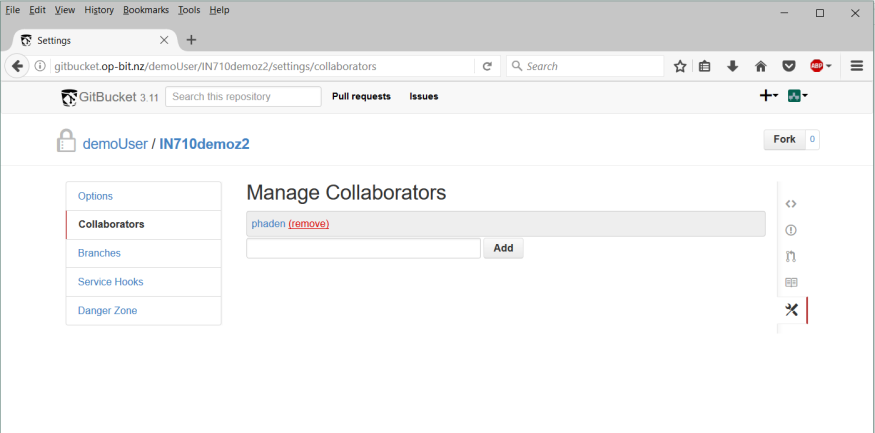 File Edit View History Bookmarks Tools Help
Settings
gitbucket.op-bit.nz/demoUser/IN710demoz2/settings/collaborators
Search
ABP
GitBucket 3.11
Search this repository
Pull requests
Issues
demoUser / IN710demoz2
Fork 0
Options
Collaborators
Branches
Service Hooks
Danger Zone
Manage Collaborators
phaden (remove)
Add